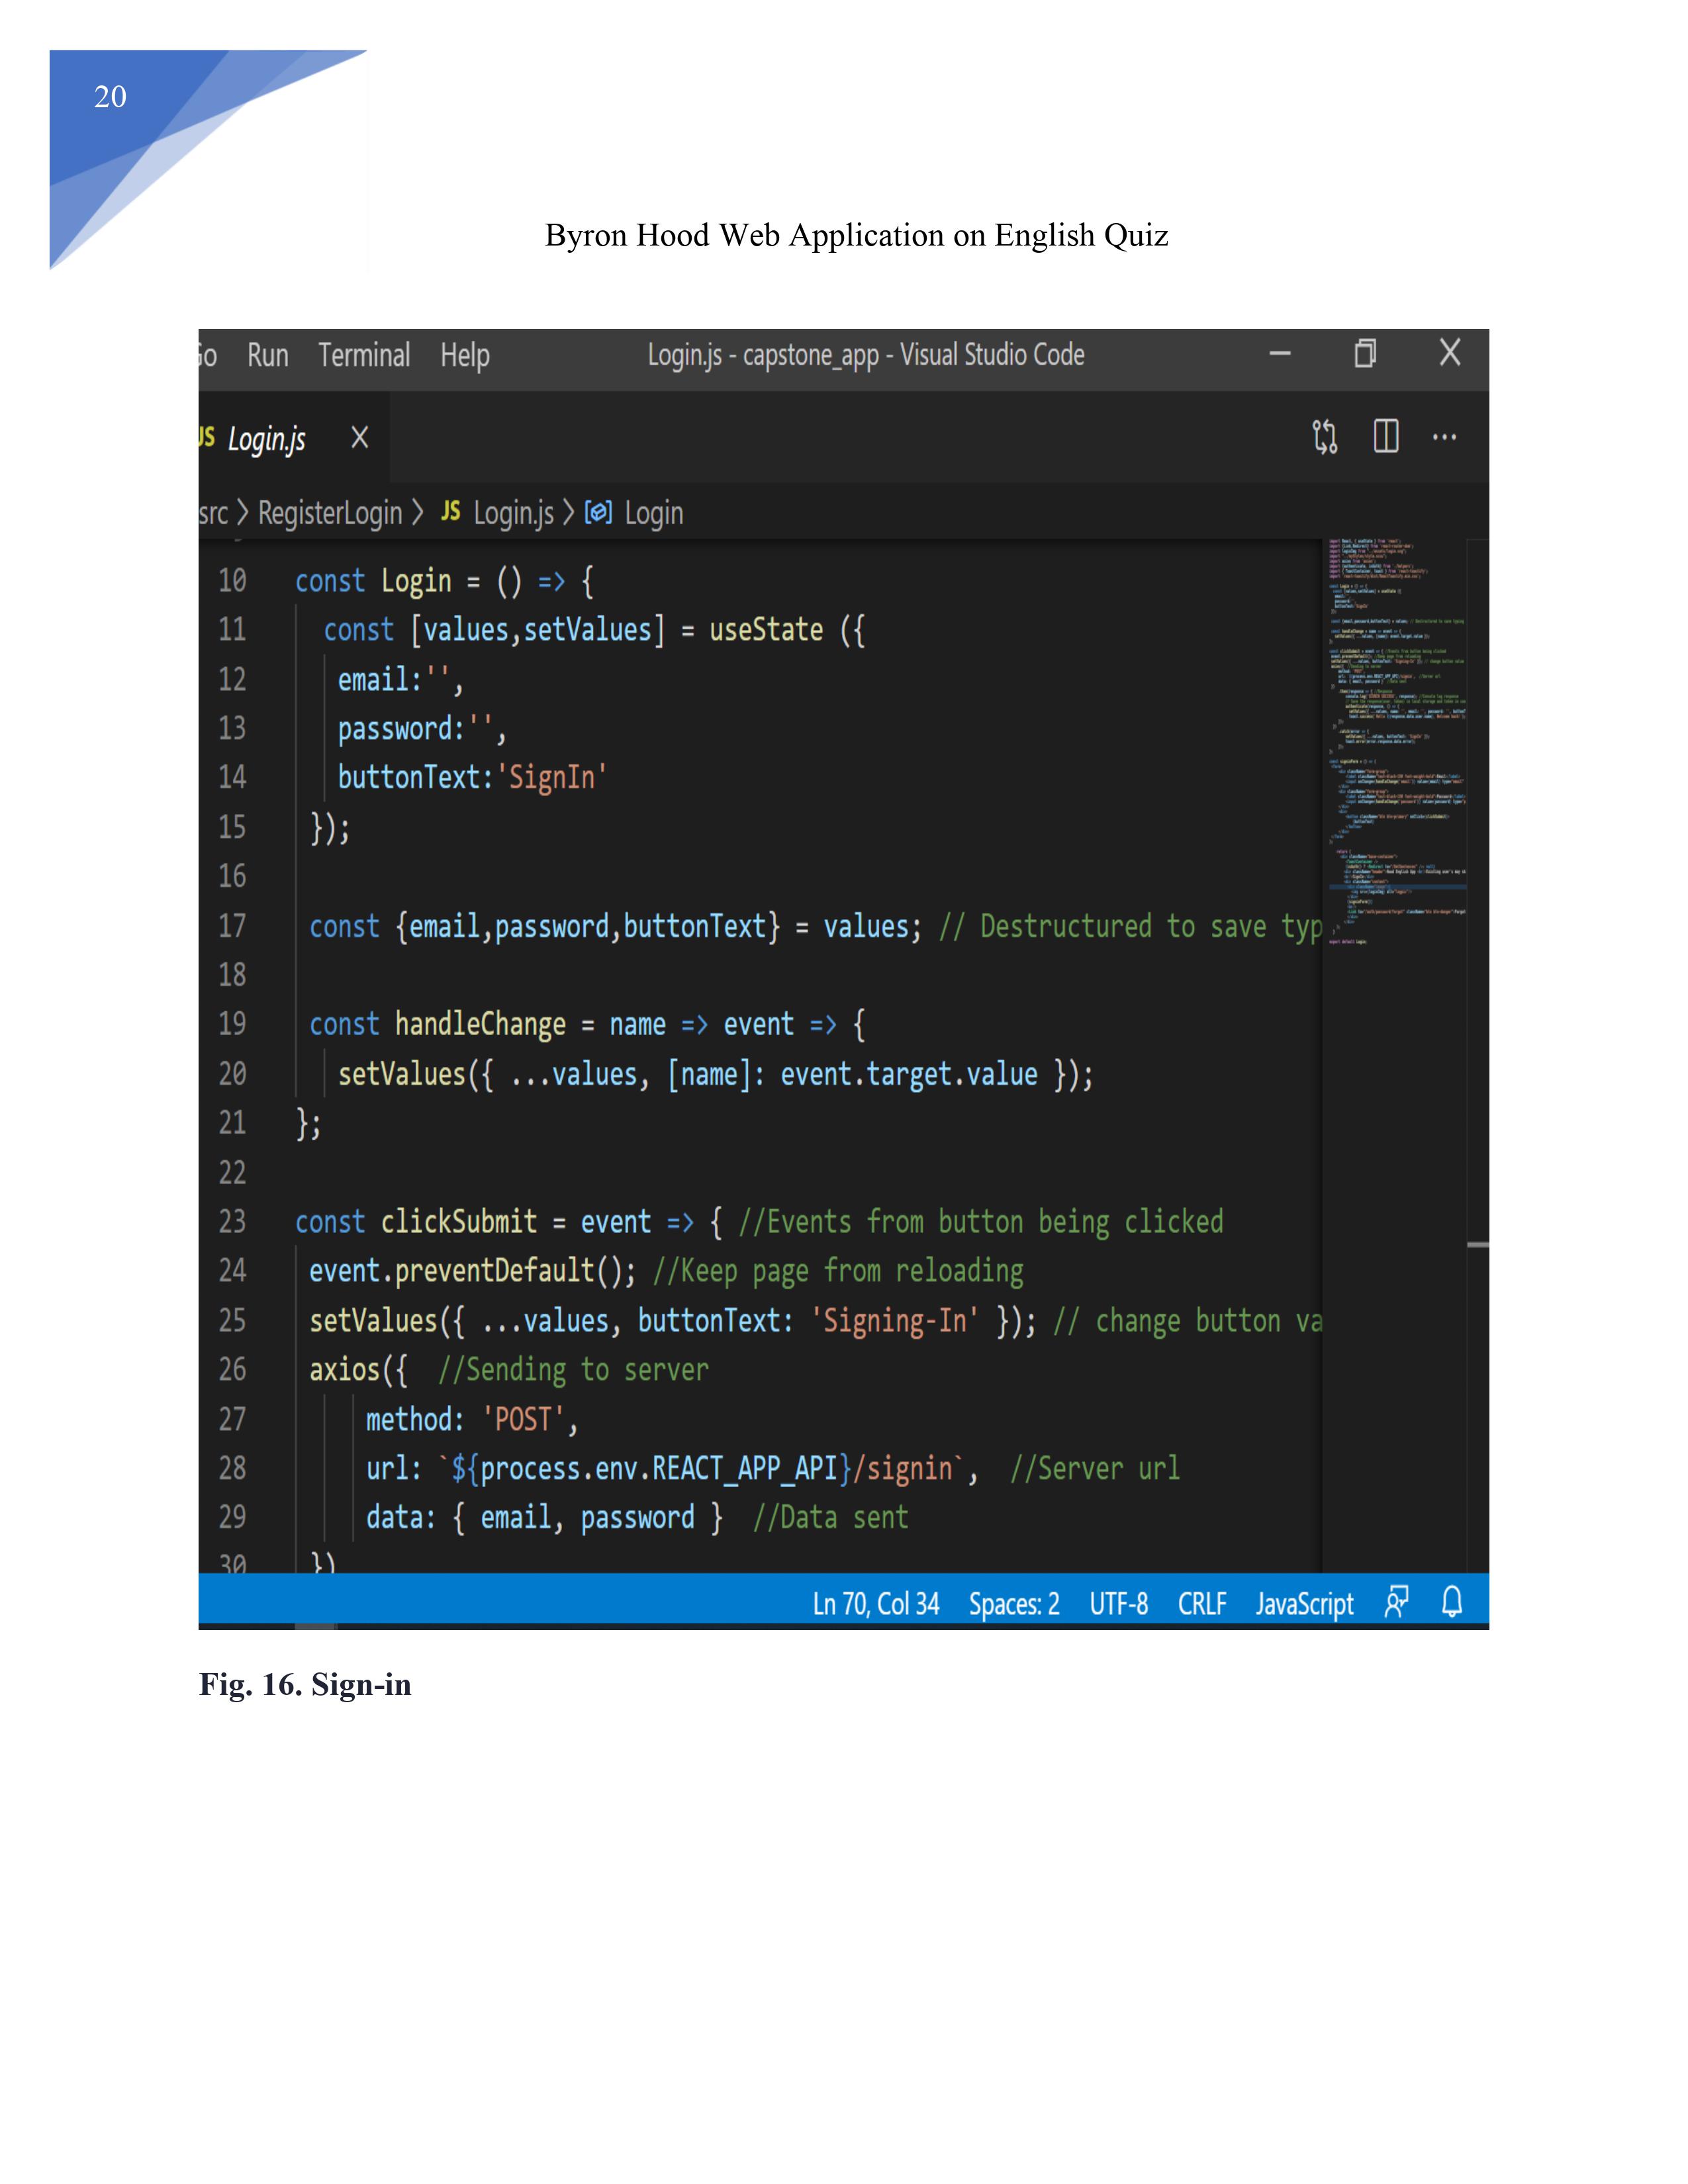 20
Byron Hood Web Application on English Quiz
Go Run Terminal Help Login.js - capstone_app - Visual Studio Code
JS Login.js
src > RegisterLogin > JS Login.js > Login
10 const Login = () => {
11 const [values,setValues] = useState ({
12 email:'',
13 password:'',
14 buttonText:'SignIn'
15 });
16
17 const {email,password,buttonText} = values; // Destructured to save typ
18
19 const handleChange = name => event => {
20 setValues({ ...values, [name]: event.target.value });
21 };
22
23 const clickSubmit = event => { //Events from button being clicked
24 event.preventDefault(); //Keep page from reloading
25 setValues({ ...values, buttonText: 'Signing-In' }); // change button va
26 axios({ //Sending to server
27 method: 'POST',
28 url: `${process.env.REACT_APP_API}/signin`, //Server url
29 data: { email, password } //Data sent
30 })
Ln 70, Col 34 Spaces: 2 UTF-8 CRLF JavaScript
Fig. 16. Sign-in